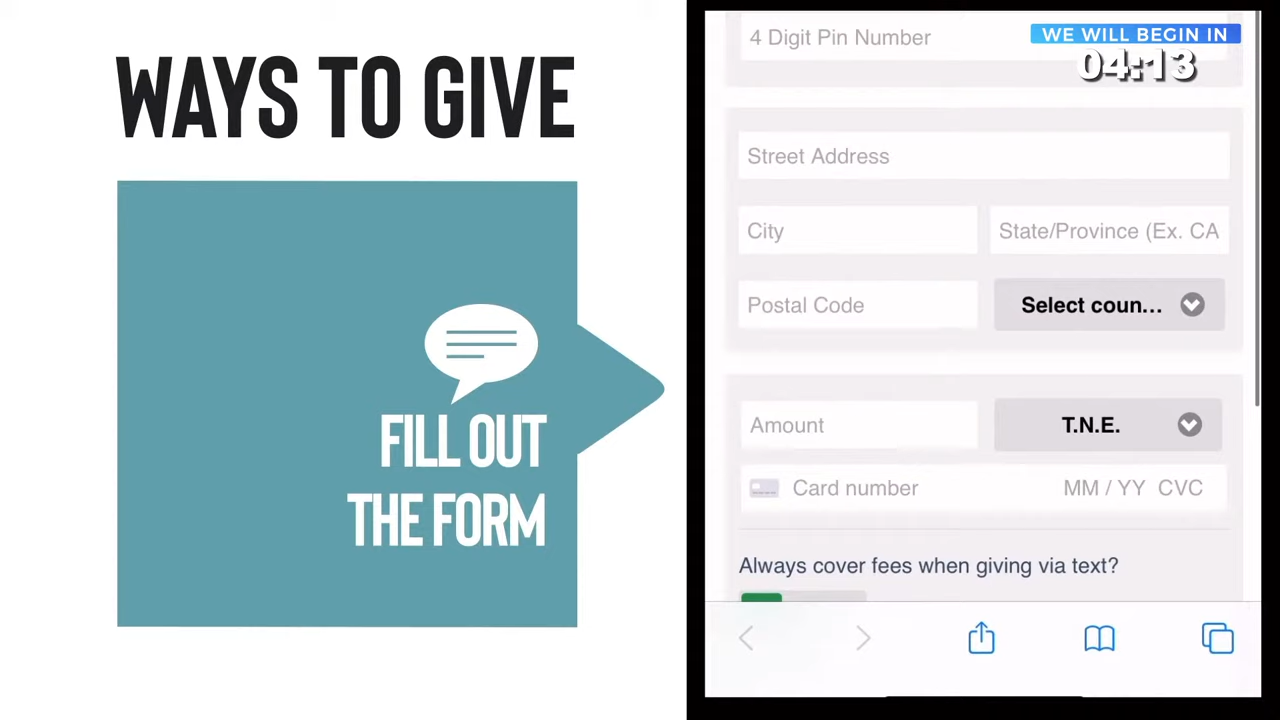 WAYS TO GIVE
FILL OUT
THE FORM
WE WILL BEGIN IN
04:13
4 Digit Pin Number
Street Address
City
State/Province (Ex. CA
Postal Code
Select coun...
Amount
T.N.E.
Card number
MM / YY CVC
Always cover fees when giving via text?